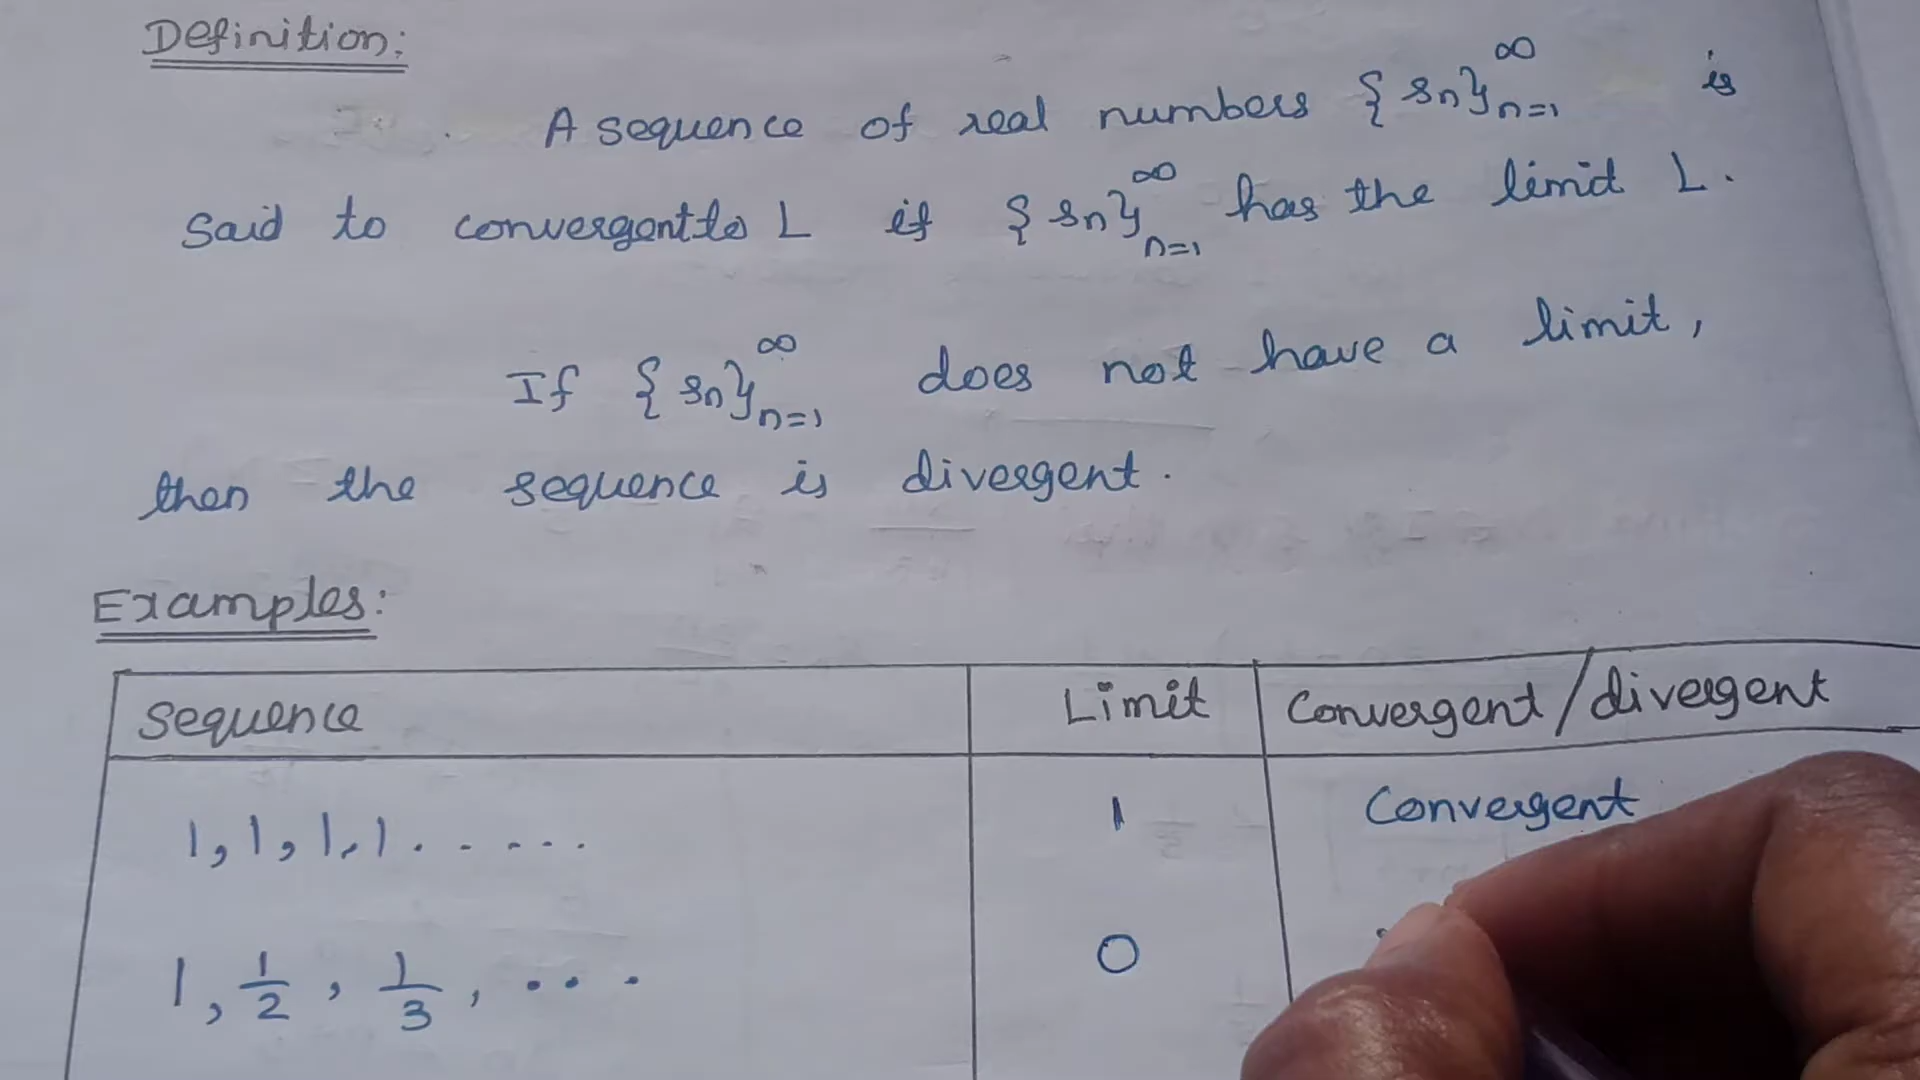 Definition:
A sequence of real numbers {sn}∞n=1 is
said to convergent to L if {sn}∞n=1 has the limit L.
If {sn}∞n=1 does not have a limit,
then the sequence is divergent.
Examples:
Sequence Limit Convergent/divergent
1, 1, 1, 1 . . . . . . 1 Convergent
1, 1/2, 1/3, . . . 0